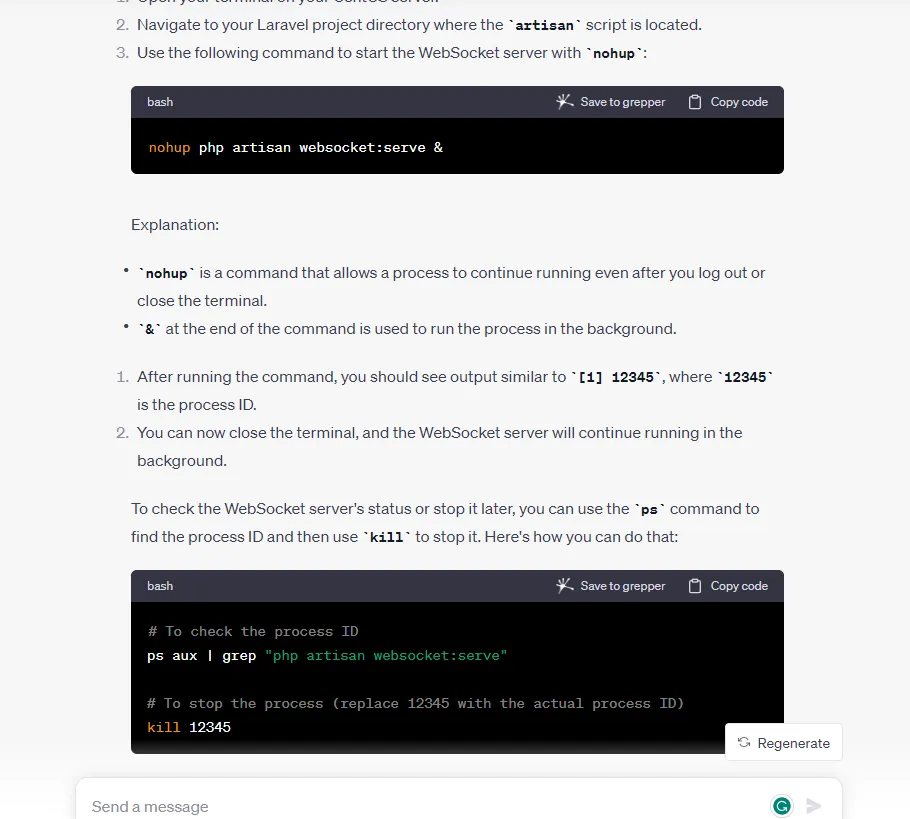 2. Navigate to your Laravel project directory where the `artisan` script is located.
3. Use the following command to start the WebSocket server with `nohup`:
bash
Save to grepper
Copy code
nohup php artisan websocket:serve &
Explanation:
• `nohup` is a command that allows a process to continue running even after you log out or
close the terminal.
• `&` at the end of the command is used to run the process in the background.
1. After running the command, you should see output similar to `[1] 12345`, where `12345`
is the process ID.
2. You can now close the terminal, and the WebSocket server will continue running in the
background.
To check the WebSocket server's status or stop it later, you can use the `ps` command to
find the process ID and then use `kill` to stop it. Here's how you can do that:
bash
Save to grepper
Copy code
# To check the process ID
ps aux | grep "php artisan websocket:serve"
# To stop the process (replace 12345 with the actual process ID)
kill 12345
Regenerate
Send a message